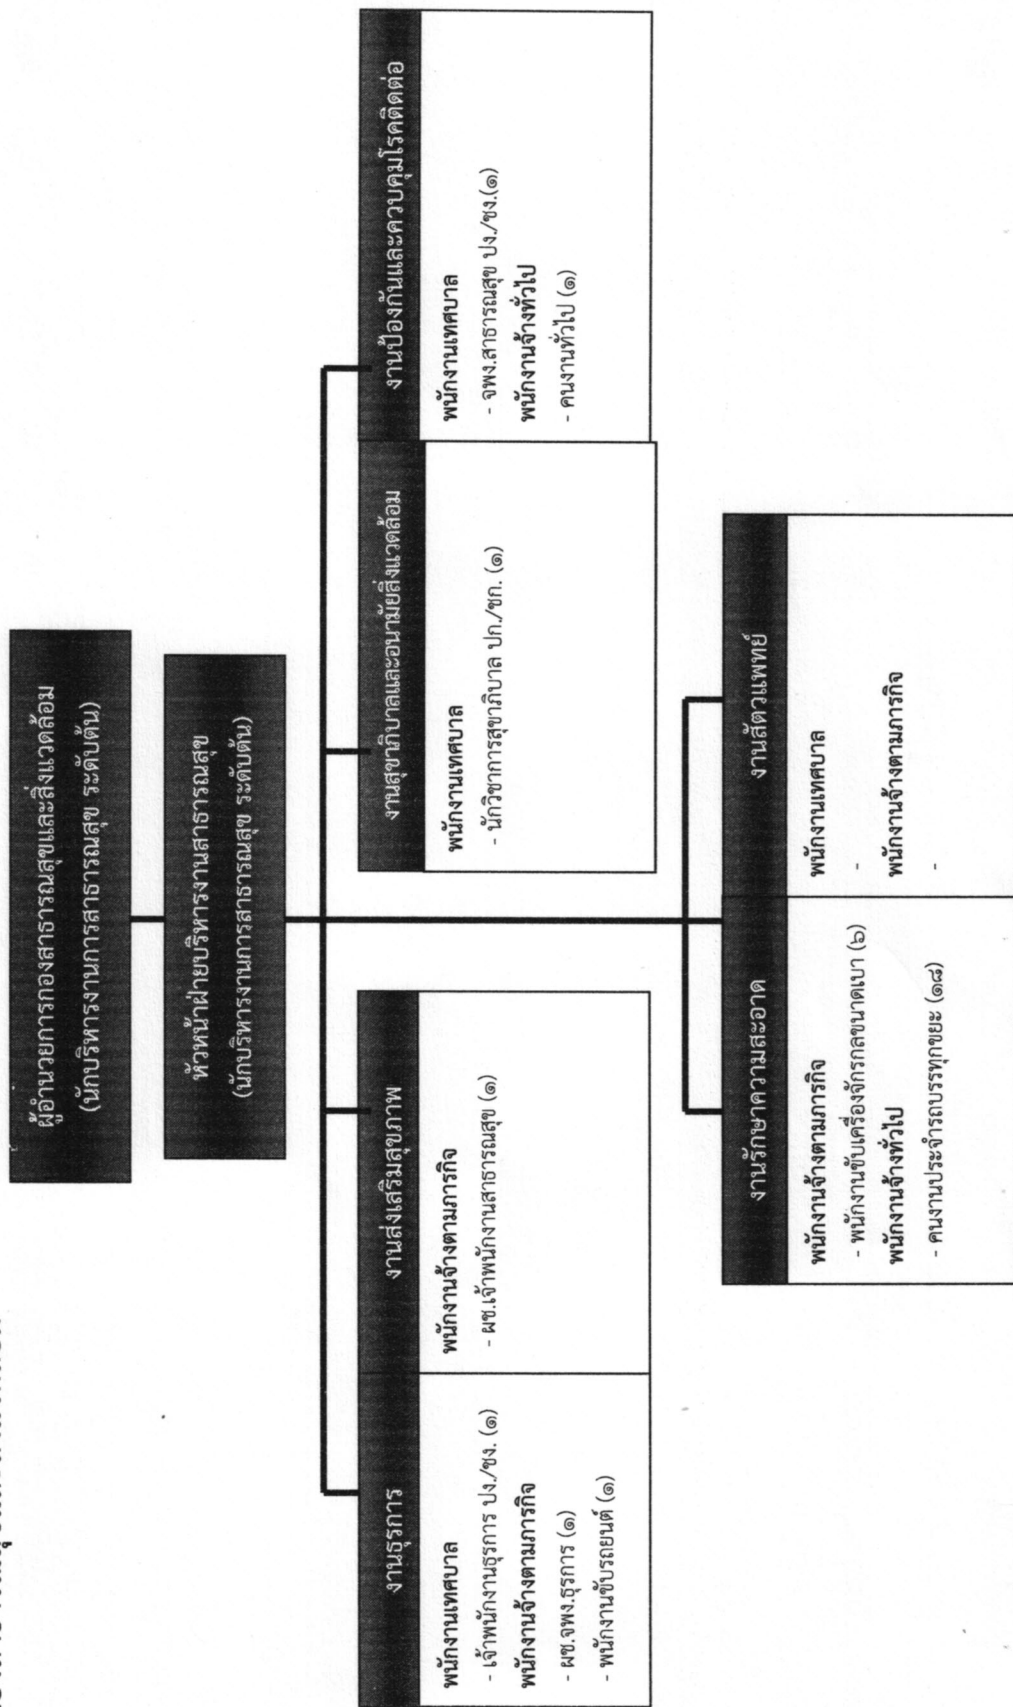 ผู้อำนวยการกองสาธารณสุขและสิ่งแวดล้อม
(นักบริหารงานการสาธารณสุข ระดับต้น)
หัวหน้าฝ่ายบริหารงานสาธารณสุข
(นักบริหารงานการสาธารณสุข ระดับต้น)
งานธุรการ
พนักงานเทศบาล
- เจ้าพนักงานธุรการ ปง./ชง. (๑)
พนักงานจ้างตามภารกิจ
- ผช.จพง.ธุรการ (๑)
- พนักงานขับรถยนต์ (๑)
งานส่งเสริมสุขภาพ
พนักงานจ้างตามภารกิจ
- ผช.เจ้าพนักงานสาธารณสุข (๑)
งานสุขาภิบาลและอนามัยสิ่งแวดล้อม
พนักงานเทศบาล
- นักวิชาการสุขาภิบาล ปก./ชก. (๑)
งานป้องกันและควบคุมโรคติดต่อ
พนักงานเทศบาล
- จพง.สาธารณสุข ปง./ชง.(๑)
พนักงานจ้างทั่วไป
- คนงานทั่วไป (๑)
งานรักษาความสะอาด
พนักงานจ้างตามภารกิจ
- พนักงานขับเครื่องจักรกลขนาดเบา (๖)
พนักงานจ้างทั่วไป
- คนงานประจำรถบรรทุกขยะ (๑๘)
งานสัตวแพทย์
พนักงานเทศบาล
-
พนักงานจ้างตามภารกิจ
-